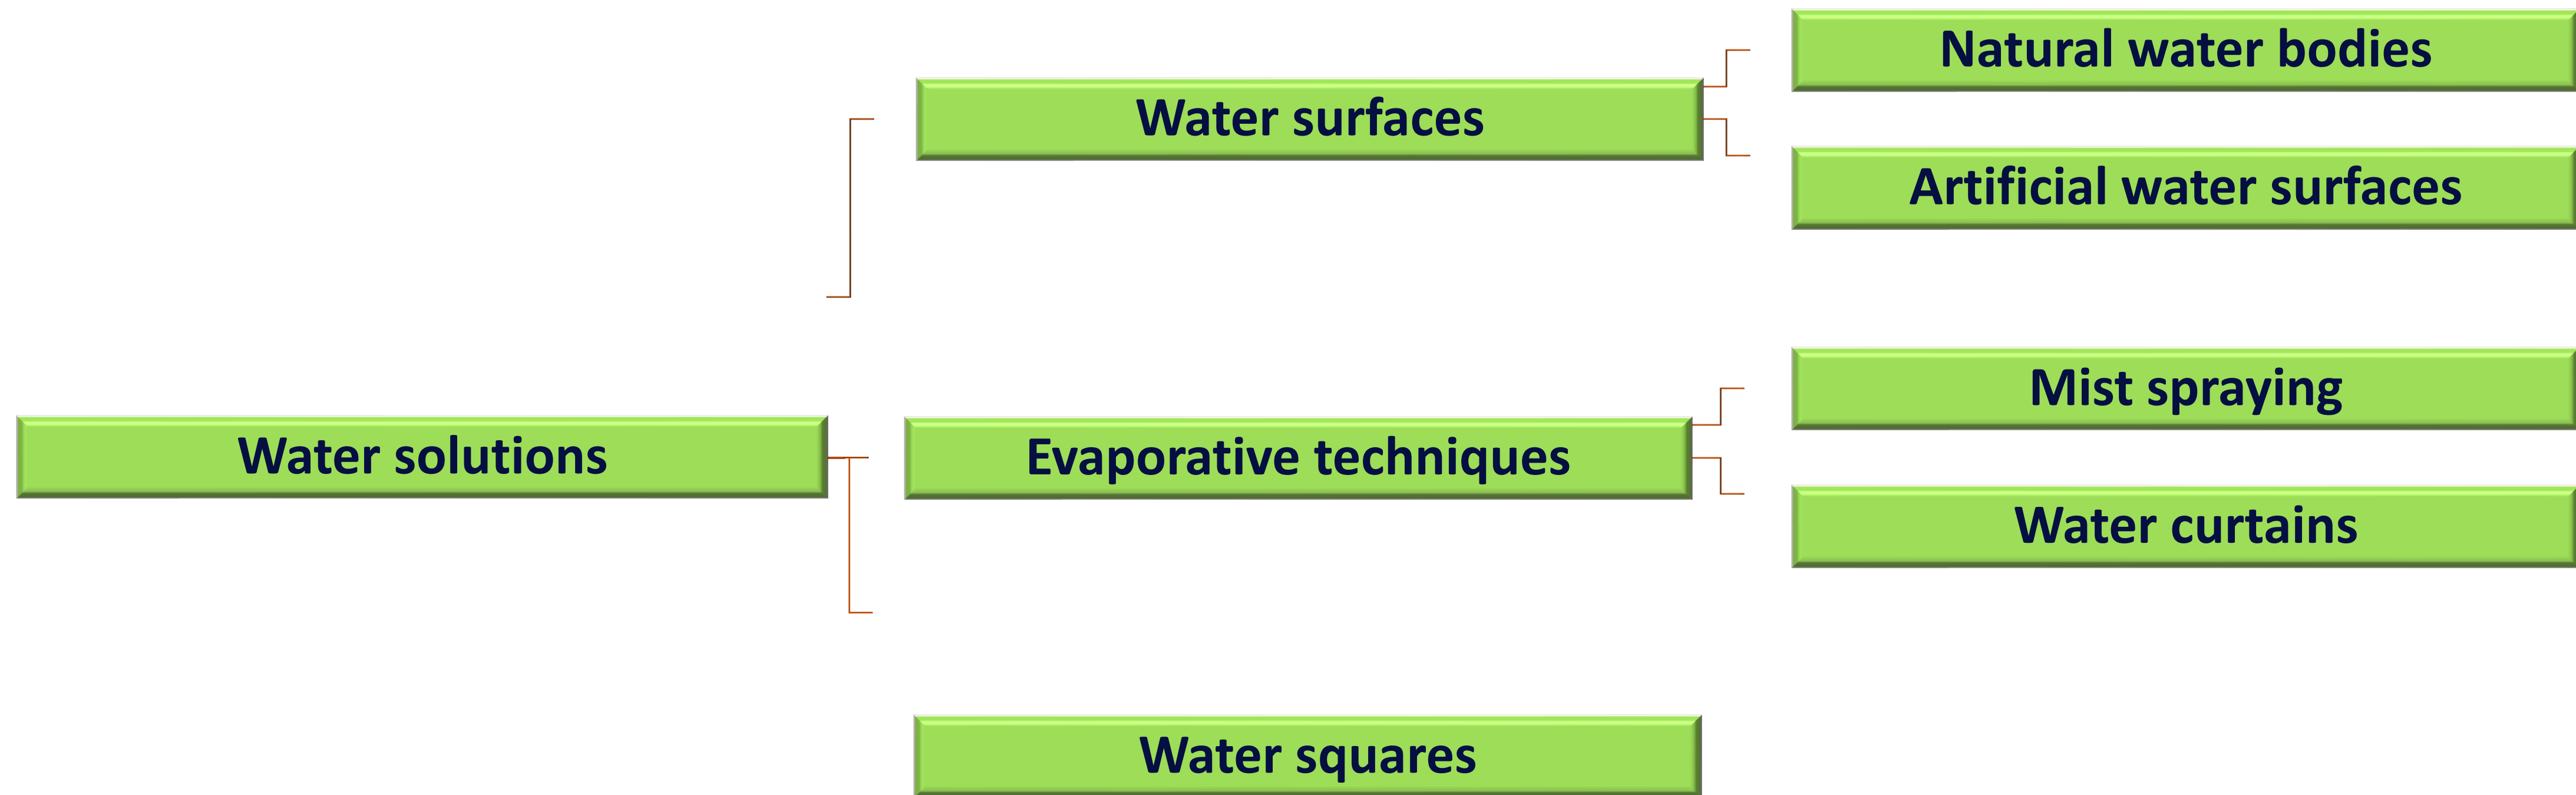 Natural water bodies
Water surfaces
Artificial water surfaces
Mist spraying
Water solutions
Evaporative techniques
Water curtains
Water squares